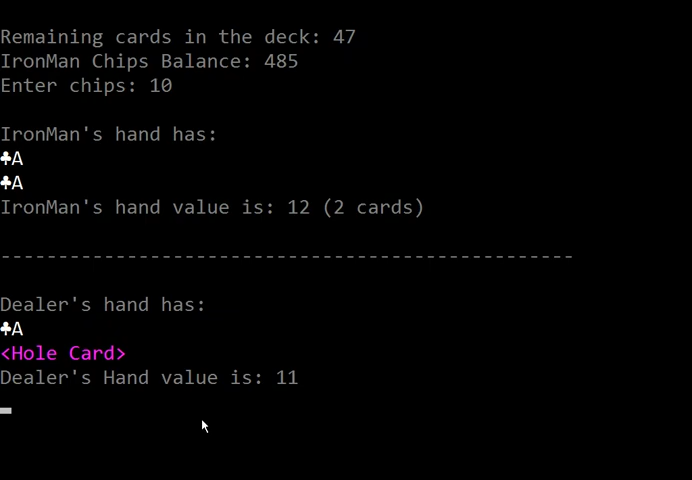 Remaining cards in the deck: 47
IronMan Chips Balance: 485
Enter chips: 10
IronMan's hand has:
♣A
♣A
IronMan's hand value is: 12 (2 cards)
--------------------------------------------------
Dealer's hand has:
♣A
<Hole Card>
Dealer's Hand value is: 11